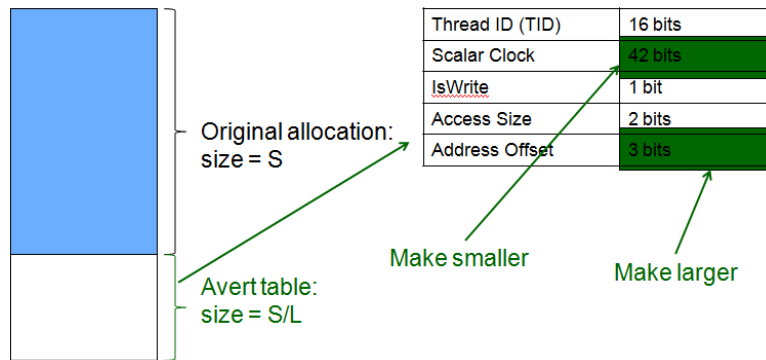 Thread ID (TID) 16 bits
Scalar Clock 42 bits
IsWrite 1 bit
Access Size 2 bits
Address Offset 3 bits
Original allocation:
size = S
Make smaller
Make larger
Avert table:
size = S/L